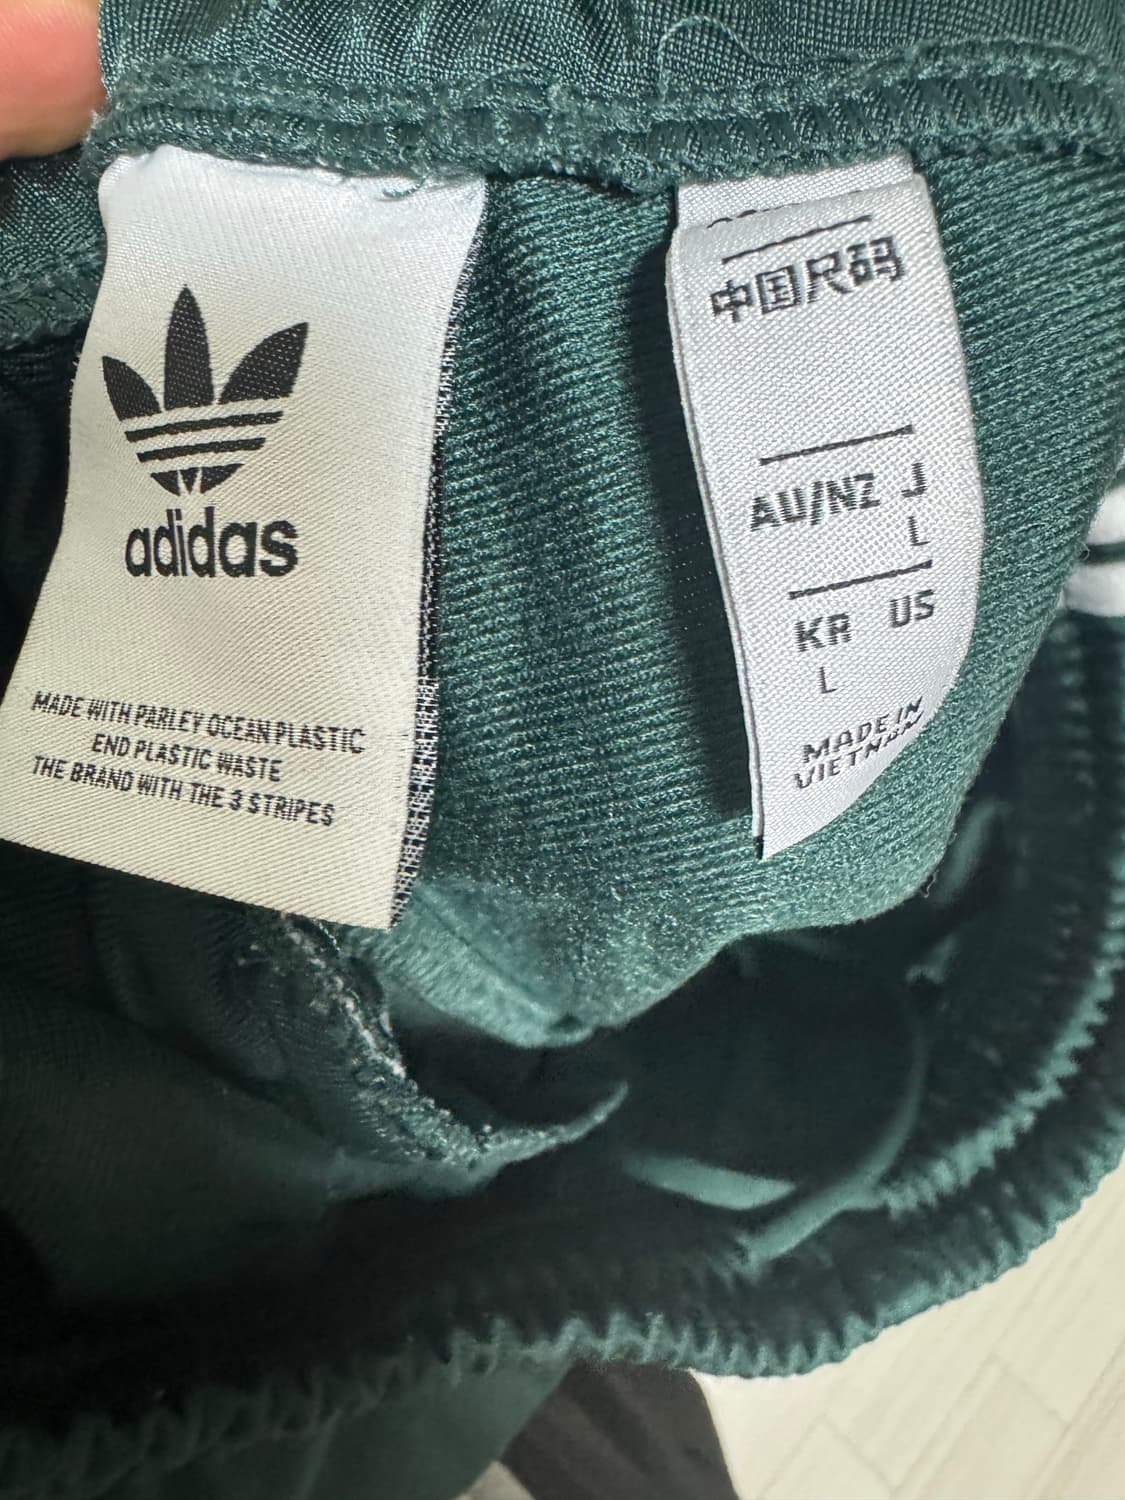 adidas
MADE WITH PARLEY OCEAN PLASTIC
END PLASTIC WASTE
THE BRAND WITH THE 3 STRIPES
中国尺码
AU/NZ J
L
KR US
L
MADE IN
VIETNAM